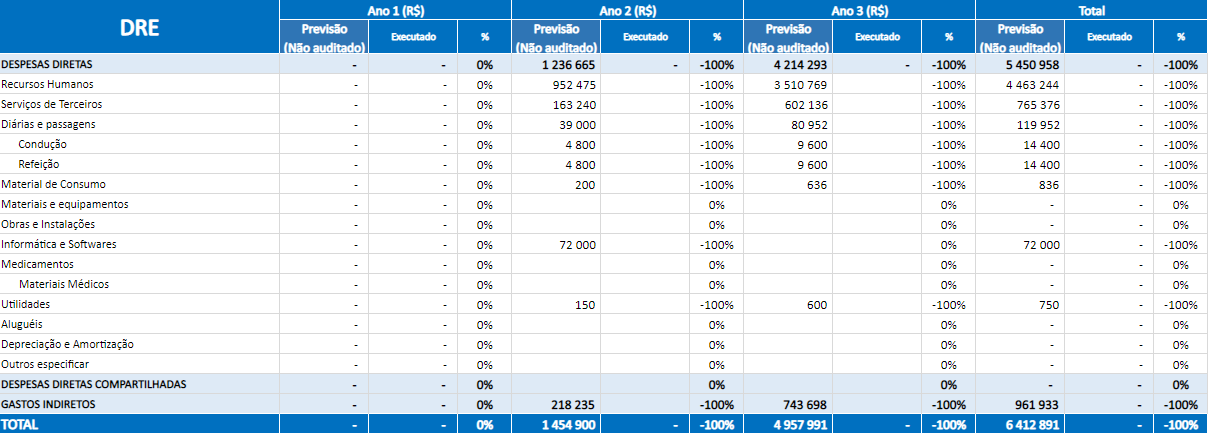 DRE Ano 1 (R$) Ano 2 (R$) Ano 3 (R$) Total
Previsão (Não auditado) Executado % Previsão (Não auditado) Executado % Previsão (Não auditado) Executado % Previsão (Não auditado) Executado %
DESPESAS DIRETAS - - 0% 1 236 665 - -100% 4 214 293 - -100% 5 450 958 - -100%
Recursos Humanos - - 0% 952 475 -100% 3 510 769 -100% 4 463 244 - -100%
Serviços de Terceiros - - 0% 163 240 -100% 602 136 -100% 765 376 - -100%
Diárias e passagens - - 0% 39 000 -100% 80 952 -100% 119 952 - -100%
Condução - - 0% 4 800 -100% 9 600 -100% 14 400 - -100%
Refeição - - 0% 4 800 -100% 9 600 -100% 14 400 - -100%
Material de Consumo - - 0% 200 -100% 636 -100% 836 - -100%
Materiais e equipamentos - - 0% 0% 0% - - 0%
Obras e Instalações - - 0% 0% 0% - - 0%
Informática e Softwares - - 0% 72 000 -100% 0% 72 000 - -100%
Medicamentos - - 0% 0% 0% - - 0%
Materiais Médicos - - 0% 0% 0% - - 0%
Utilidades - - 0% 150 -100% 600 -100% 750 - -100%
Aluguéis - - 0% 0% 0% - - 0%
Depreciação e Amortização - - 0% 0% 0% - - 0%
Outros especificar - - 0% 0% 0% - - 0%
DESPESAS DIRETAS COMPARTILHADAS - - 0% 0% 0% - - 0%
GASTOS INDIRETOS - - 0% 218 235 -100% 743 698 -100% 961 933 - -100%
TOTAL - - 0% 1 454 900 - -100% 4 957 991 - -100% 6 412 891 - -100%